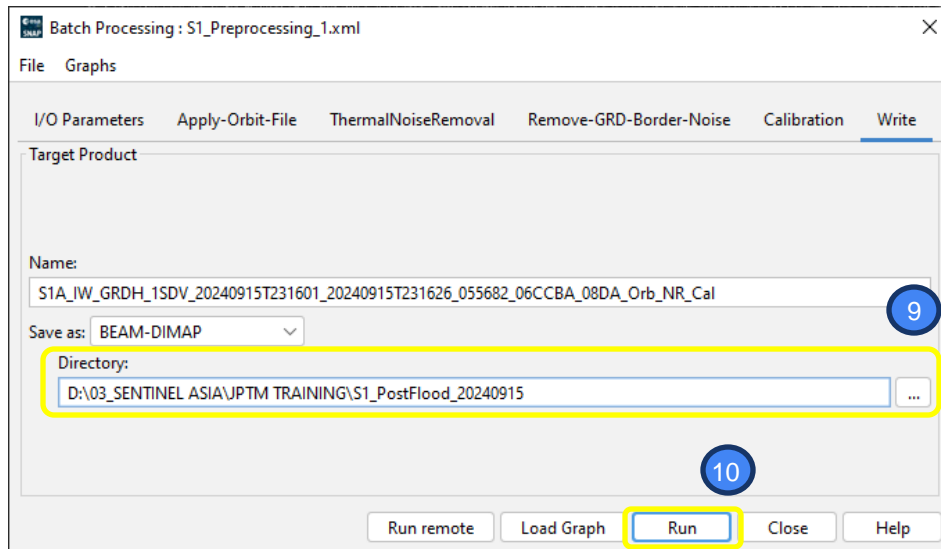 esa
SNAP
Batch Processing : S1_Preprocessing_1.xml
File Graphs
I/O Parameters Apply-Orbit-File ThermalNoiseRemoval Remove-GRD-Border-Noise Calibration Write
Target Product
Name:
S1A_IW_GRDH_1SDV_20240915T231601_20240915T231626_055682_06CCBA_08DA_Orb_NR_Cal
9
Save as: BEAM-DIMAP
Directory:
D:\03_SENTINEL ASIA\JPTM TRAINING\S1_PostFlood_20240915 ...
10
Run remote Load Graph Run Close Help